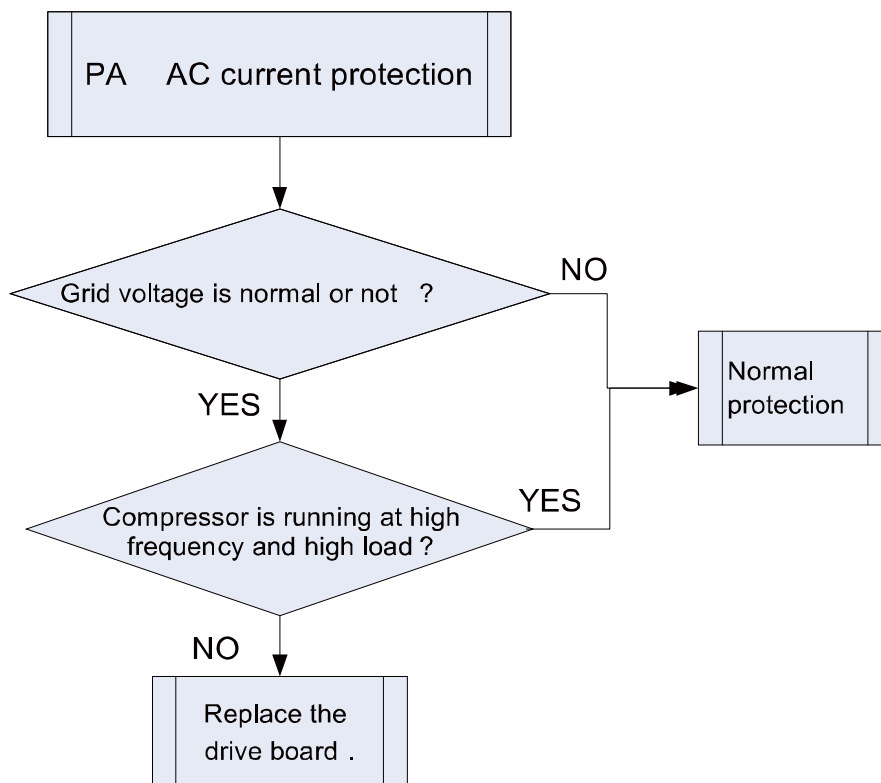 PA AC current protection
Grid voltage is normal or not ?
NO
Normal
protection
YES
Compressor is running at high
frequency and high load ?
YES
NO
Replace the
drive board .